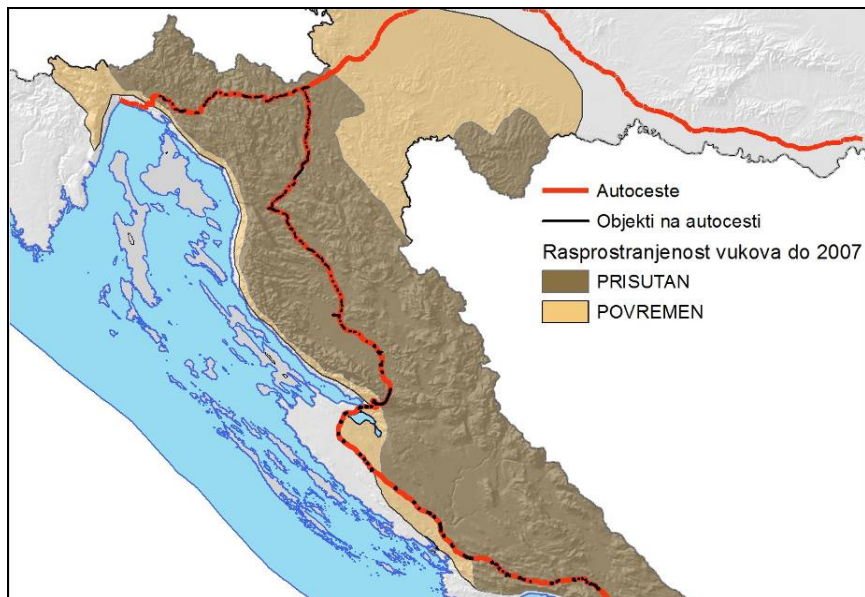 Autoceste
Objekti na autocesti
Rasprostranjenost vukova do 2007
PRISUTAN
POVREMEN